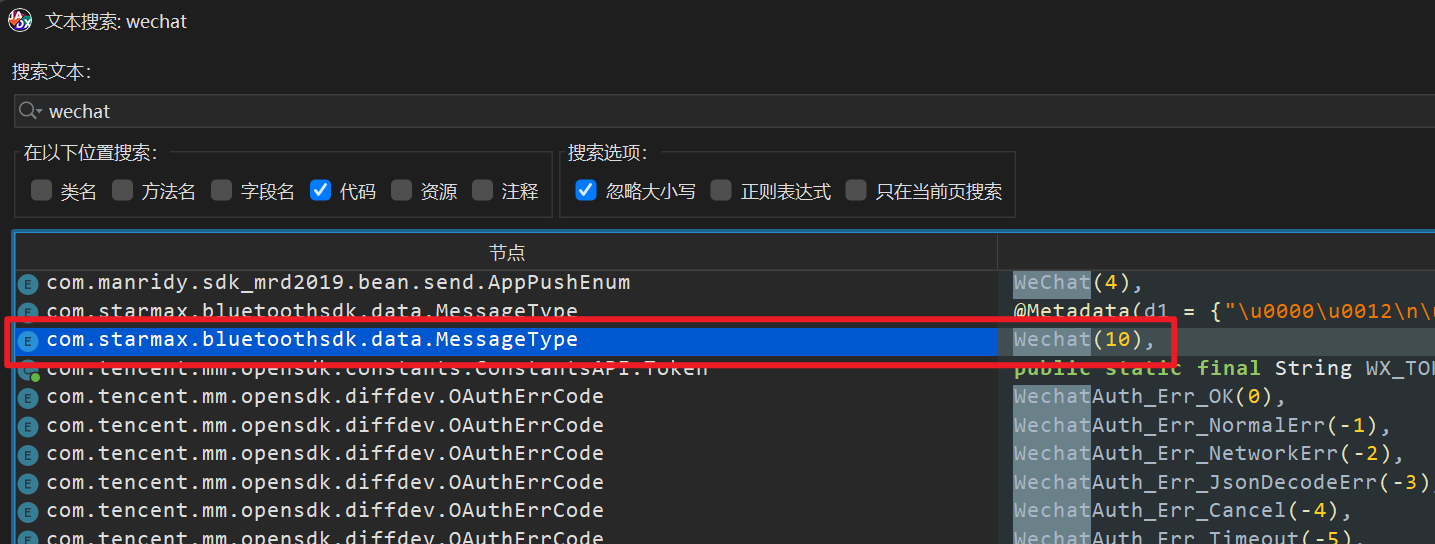 JADX 文本搜索: wechat
搜索文本:
wechat
在以下位置搜索: 搜索选项:
类名 方法名 字段名 代码 资源 注释 忽略大小写 正则表达式 只在当前页搜索
节点
E com.manridy.sdk_mrd2019.bean.send.AppPushEnum WeChat(4),
E com.starmax.bluetoothsdk.data.MessageType @Metadata(d1 = {"\u0000\u0012\n\u
E com.starmax.bluetoothsdk.data.MessageType Wechat(10),
com.tencent.mm.opensdk.constants.ConstantsAPI.Token public static final String WX_TOK
E com.tencent.mm.opensdk.diffdev.OAuthErrCode WechatAuth_Err_OK(0),
E com.tencent.mm.opensdk.diffdev.OAuthErrCode WechatAuth_Err_NormalErr(-1),
E com.tencent.mm.opensdk.diffdev.OAuthErrCode WechatAuth_Err_NetworkErr(-2),
E com.tencent.mm.opensdk.diffdev.OAuthErrCode WechatAuth_Err_JsonDecodeErr(-3)
E com.tencent.mm.opensdk.diffdev.OAuthErrCode WechatAuth_Err_Cancel(-4),
E com.tencent.mm.opensdk.diffdev.OAuthErrCode WechatAuth_Err_Timeout(-5),